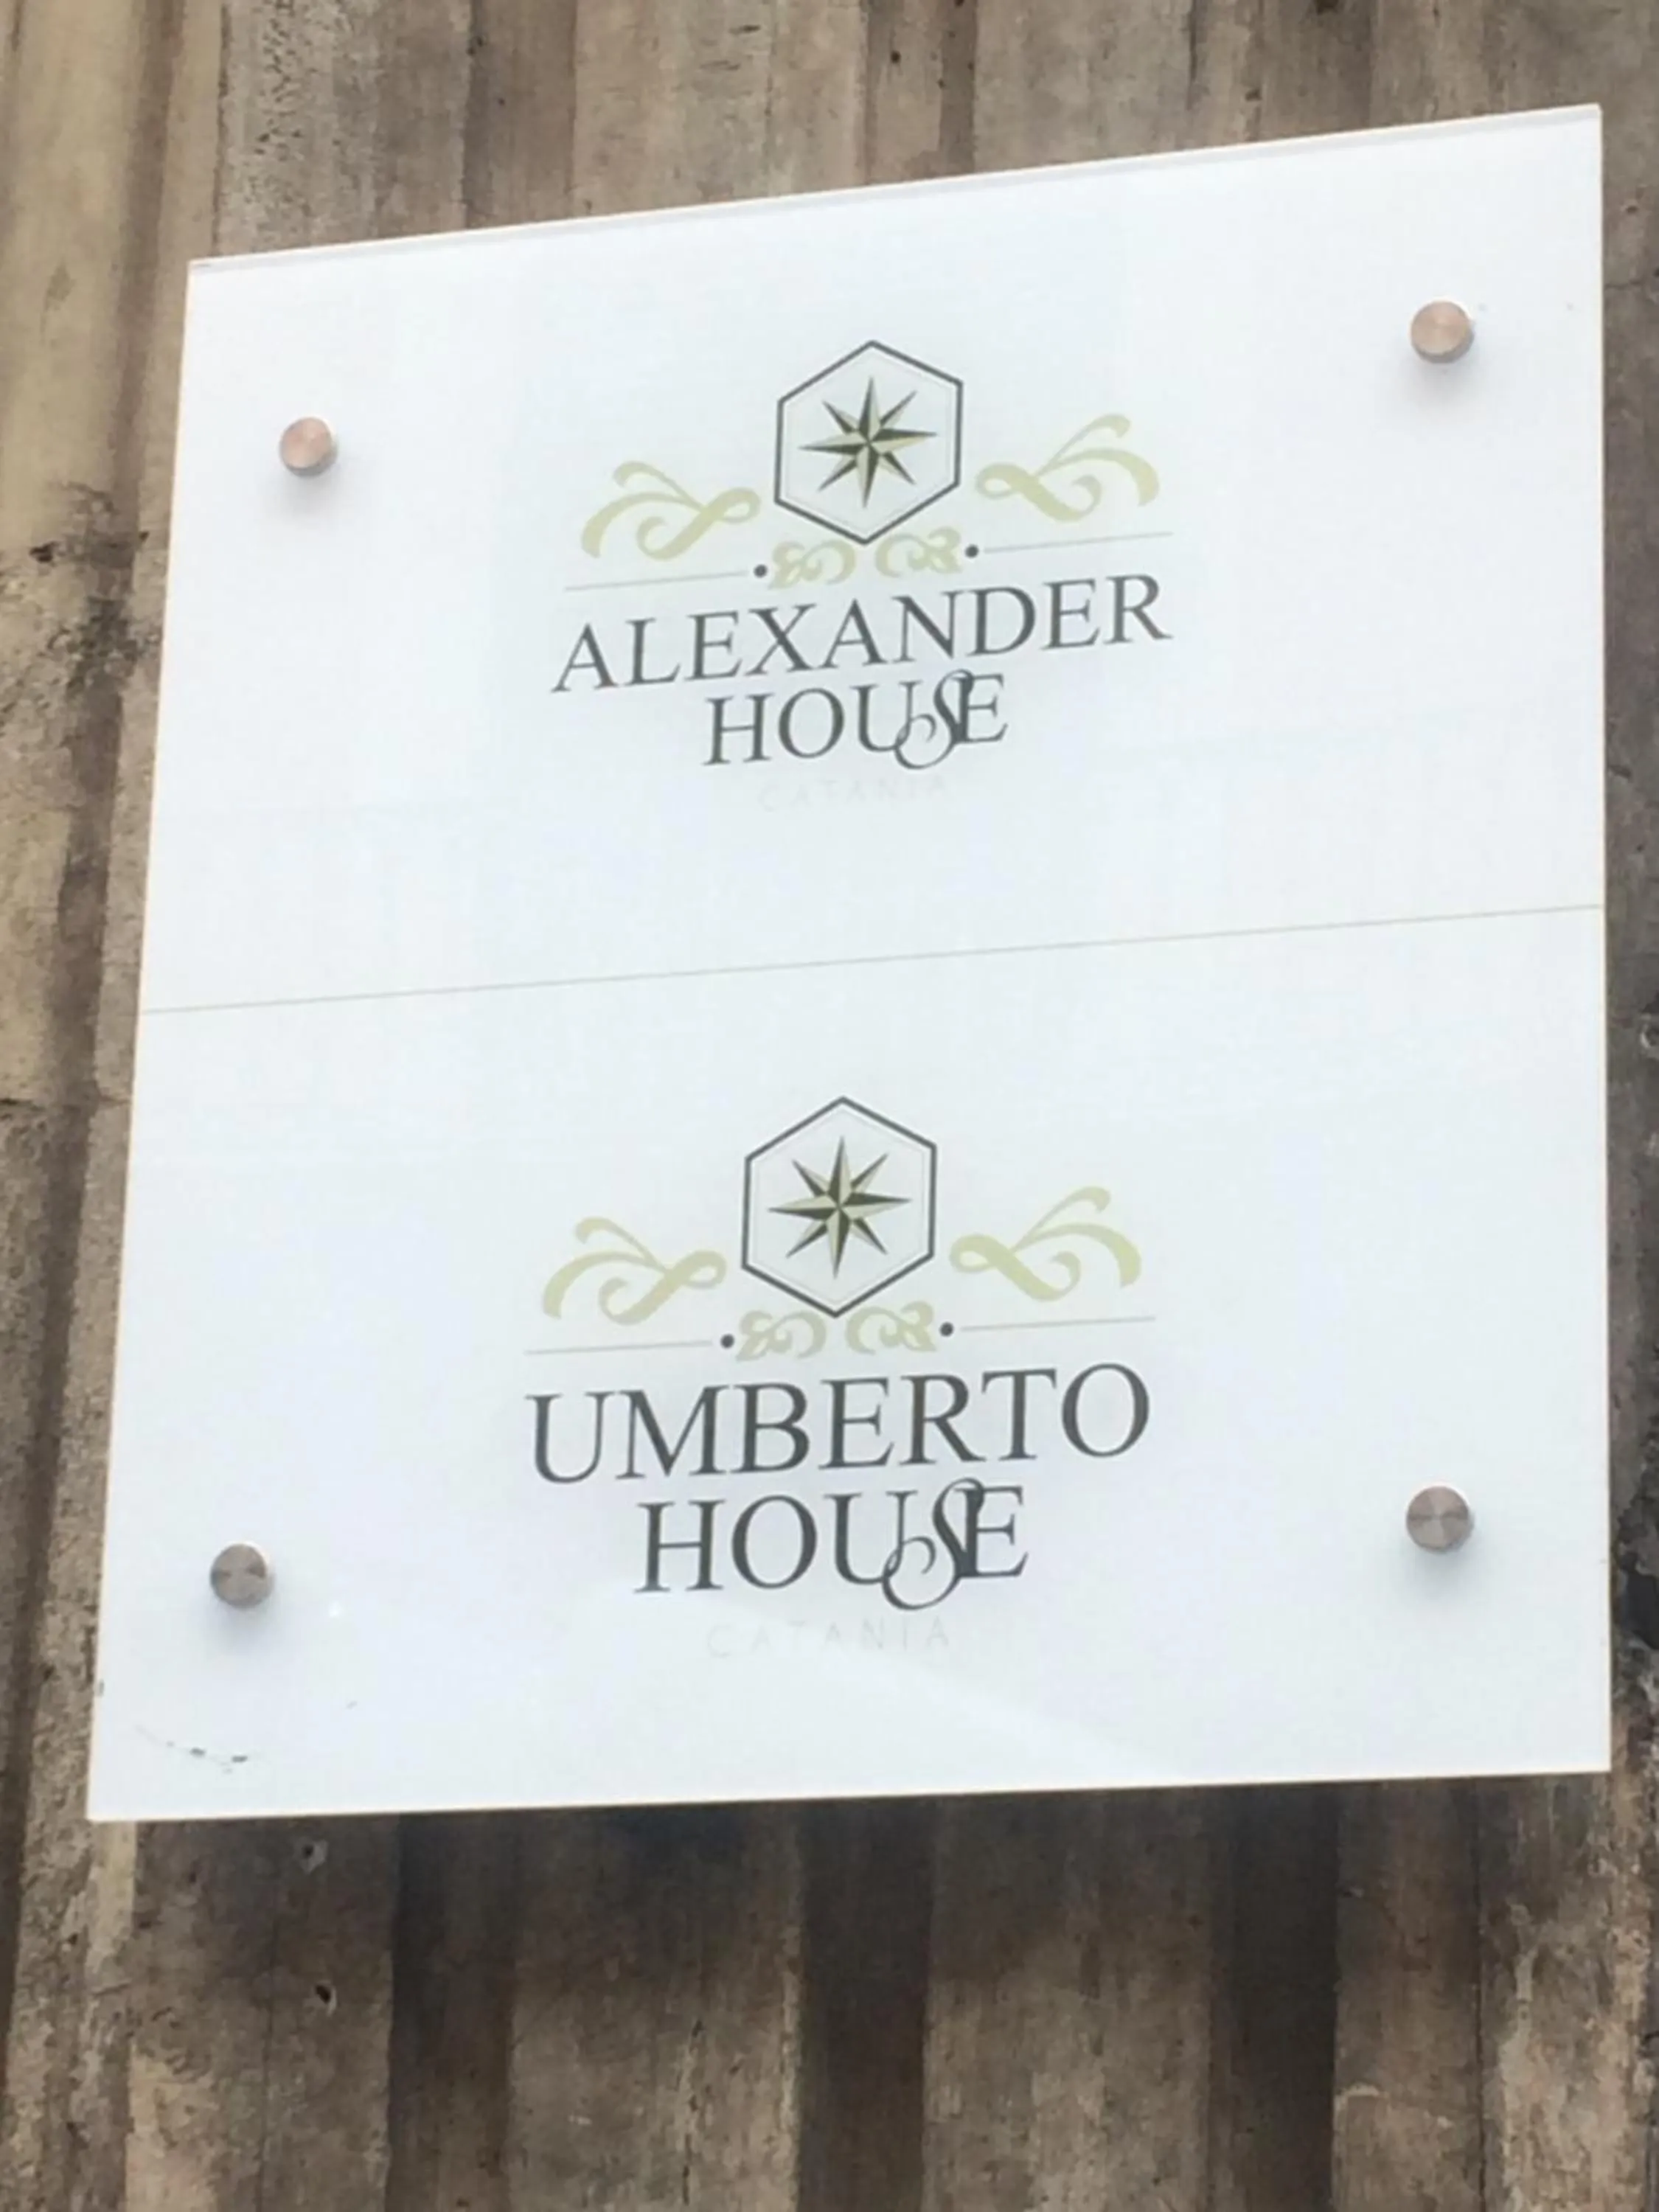 ALEXANDER
HOUSE
CATANIA
UMBERTO
HOUSE
CATANIA